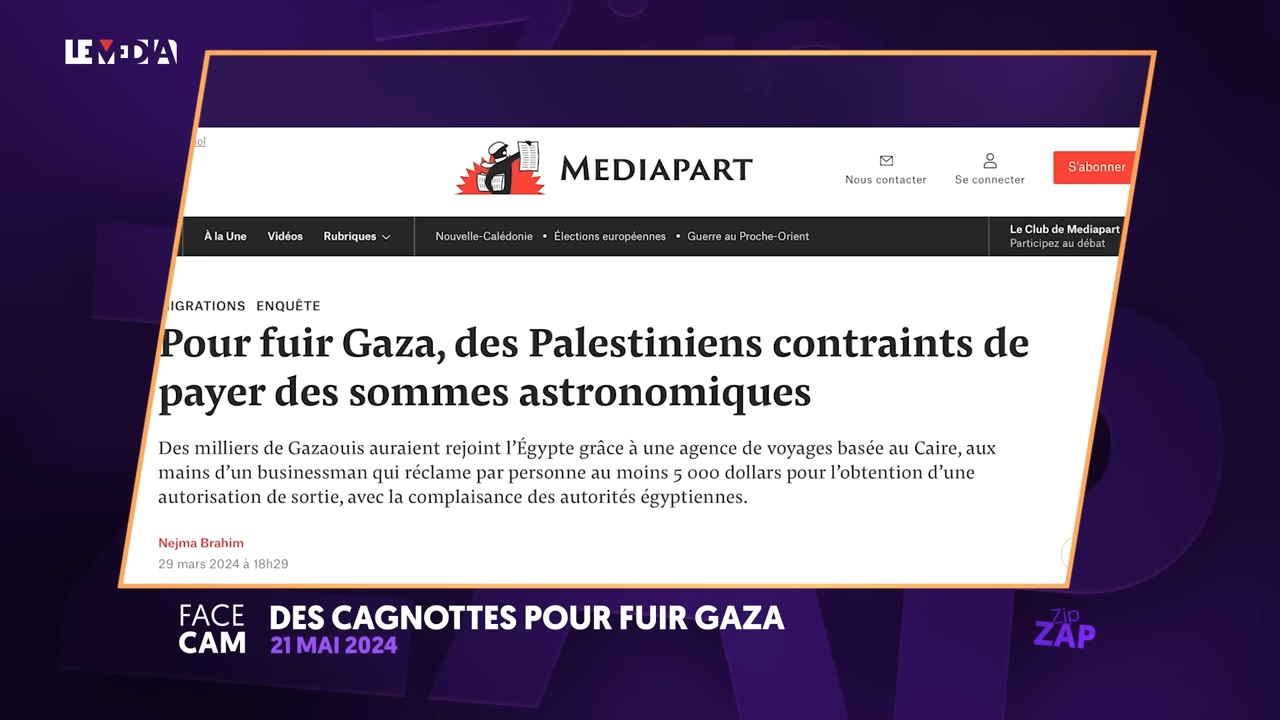 LE MEDIA
MEDIAPART
Nous contacter
Se connecter
S'abonner
À la Une Vidéos Rubriques
Nouvelle-Calédonie • Élections européennes • Guerre au Proche-Orient
Le Club de Mediapart
Participez au débat
IGRATIONS ENQUÊTE
Pour fuir Gaza, des Palestiniens contraints de
payer des sommes astronomiques
Des milliers de Gazaouis auraient rejoint l'Égypte grâce à une agence de voyages basée au Caire, aux
mains d'un businessman qui réclame par personne au moins 5 000 dollars pour l'obtention d'une
autorisation de sortie, avec la complaisance des autorités égyptiennes.
Nejma Brahim
29 mars 2024 à 18h29
FACE
CAM
DES CAGNOTTES POUR FUIR GAZA
21 MAI 2024
Zip
ZAP